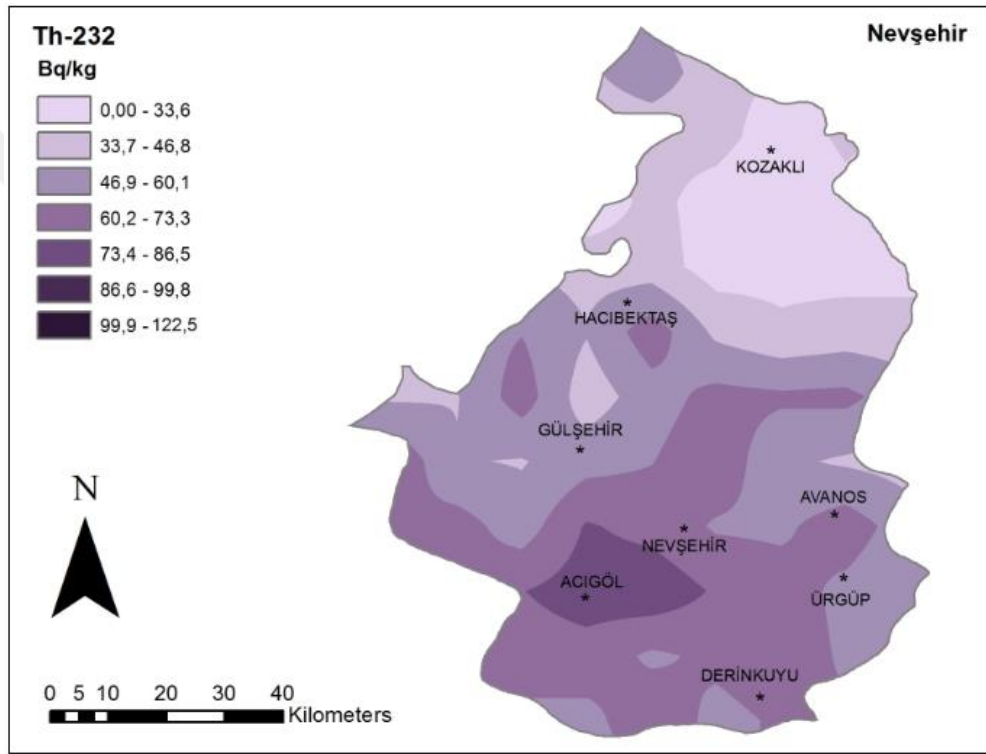 Th-232
Nevşehir
Bq/kg
0,00 - 33,6
33,7 - 46,8
46,9 - 60,1
60,2 - 73,3
73,4 - 86,5
86,6 - 99,8
99,9 - 122,5
KOZAKLI
HACIBEKTAŞ
GÜLŞEHİR
AVANOS
NEVŞEHİR
ACIGÖL
ÜRGÜP
DERİNKUYU
N
0 5 10 20 30 40
Kilometers